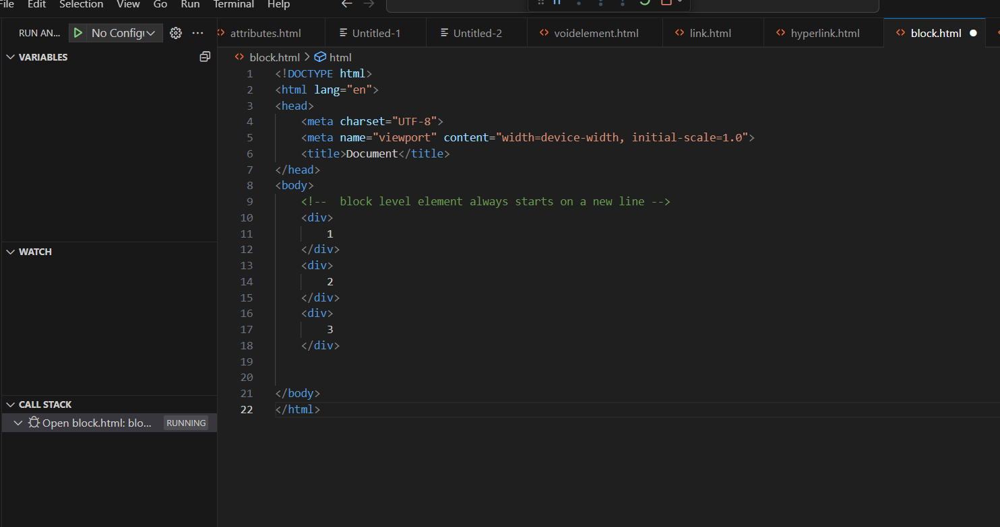 File Edit Selection View Go Run Terminal Help
RUN AN... No Config
attributes.html Untitled-1 Untitled-2 voidelement.html link.html hyperlink.html block.html
VARIABLES
block.html > html
1 <!DOCTYPE html>
2 <html lang="en">
3 <head>
4 <meta charset="UTF-8">
5 <meta name="viewport" content="width=device-width, initial-scale=1.0">
6 <title>Document</title>
7 </head>
8 <body>
9 <!--  block level element always starts on a new line -->
10 <div>
11 1
12 </div>
13 <div>
14 2
15 </div>
16 <div>
17 3
18 </div>
19
20
21 </body>
22 </html>
WATCH
CALL STACK
Open block.html: blo... RUNNING